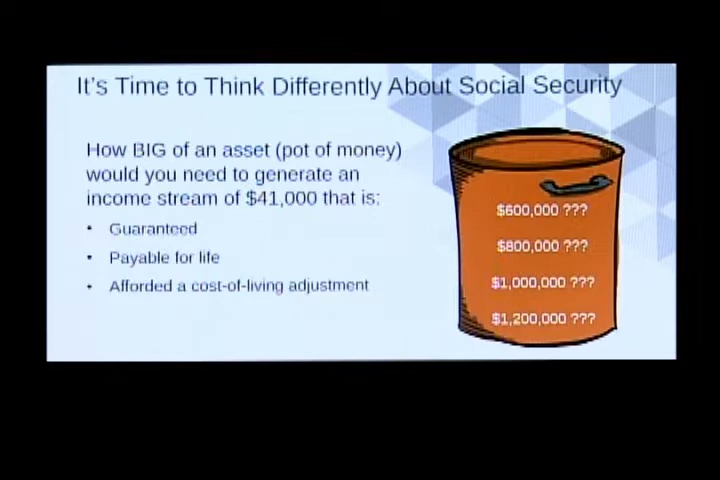 It's Time to Think Differently About Social Security
How BIG of an asset (pot of money)
would you need to generate an
income stream of $41,000 that is:
• Guaranteed
• Payable for life
• Afforded a cost-of-living adjustment
$600,000 ???
$800,000 ???
$1,000,000 ???
$1,200,000 ???